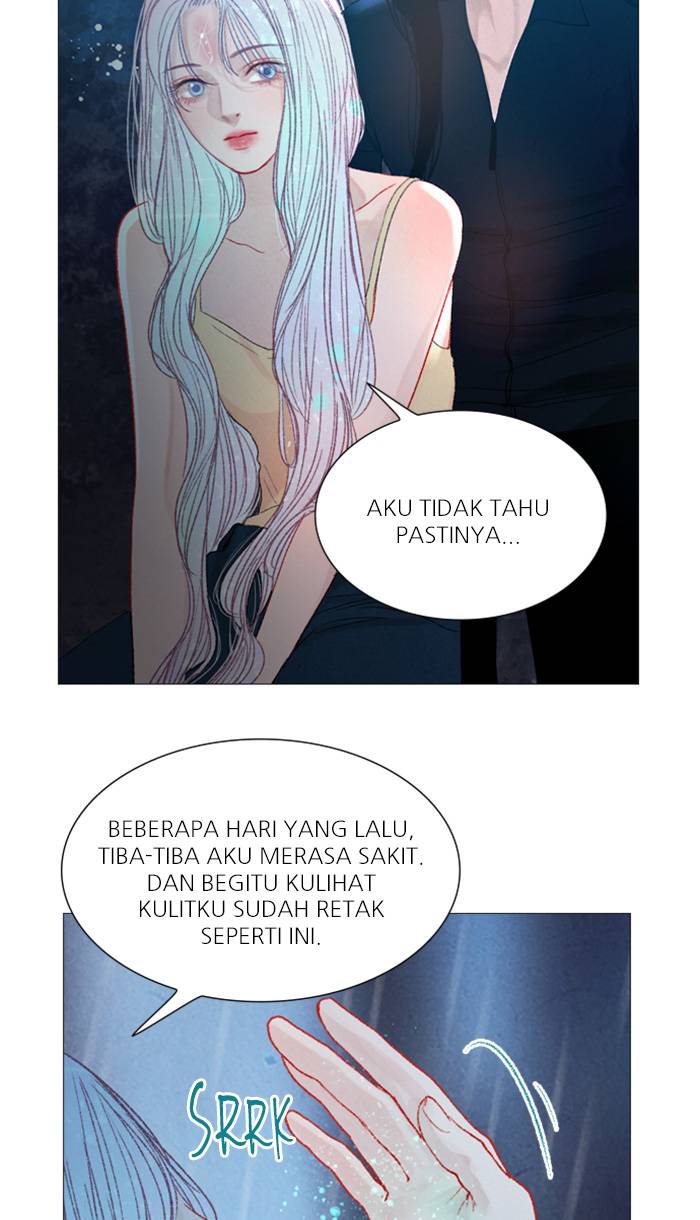 AKU TIDAK TAHU
PASTINYA...
BEBERAPA HARI YANG LALU,
TIBA-TIBA AKU MERASA SAKIT.
DAN BEGITU KULIHAT
KULITKU SUDAH RETAK
SEPERTI INI.
SRRK